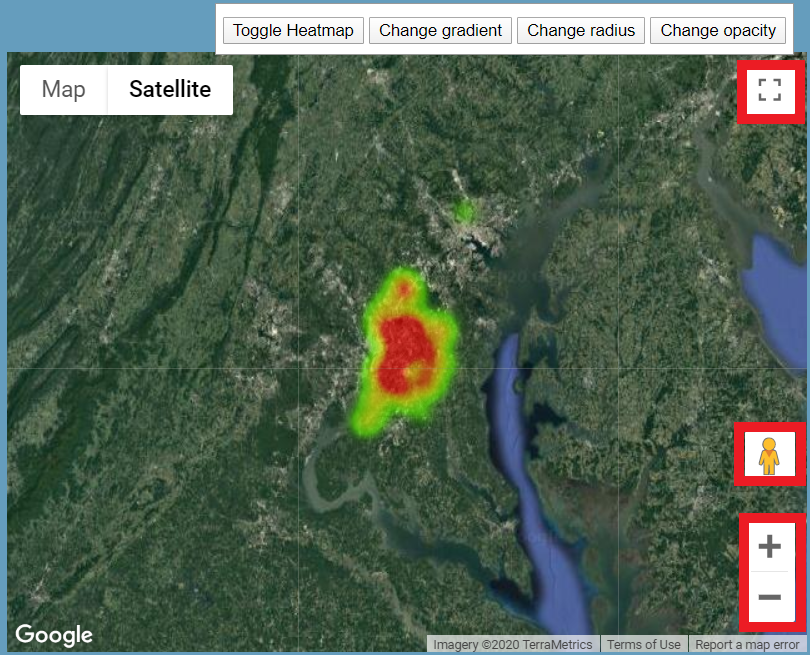 Toggle Heatmap Change gradient Change radius Change opacity
Map Satellite
Google
Imagery ©2020 TerraMetrics Terms of Use Report a map error